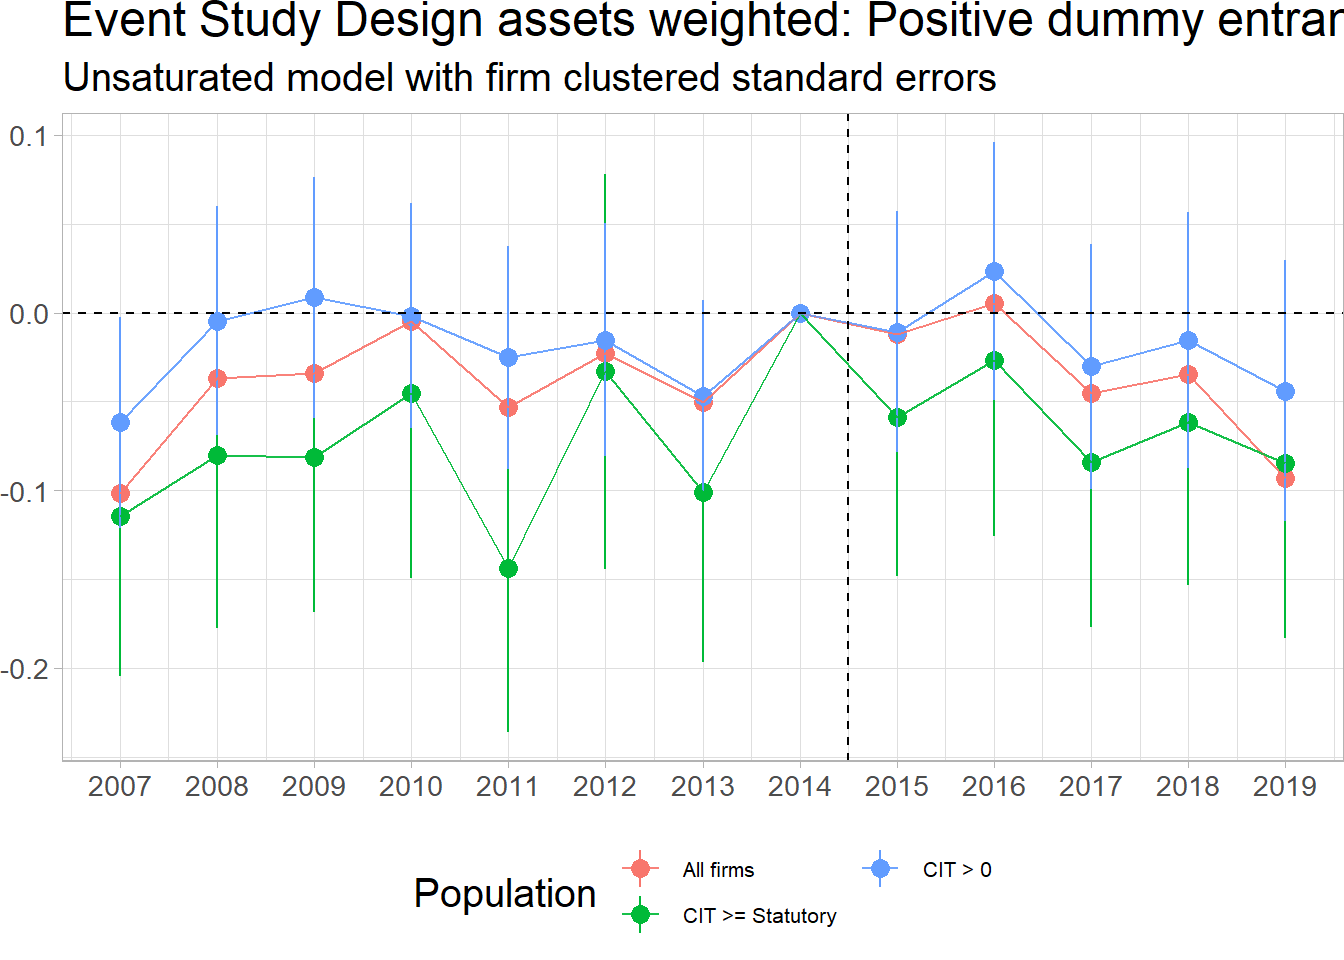 Event Study Design assets weighted: Positive dummy
Unsaturated model with firm clustered standard errors
0.1
0.0
-0.1
-0.2
2007 2008 2009 2010 2011 2012 2013 2014 2015 2016 2017 2018 2019
Population
All firms
CIT > 0
CIT >= Statutory